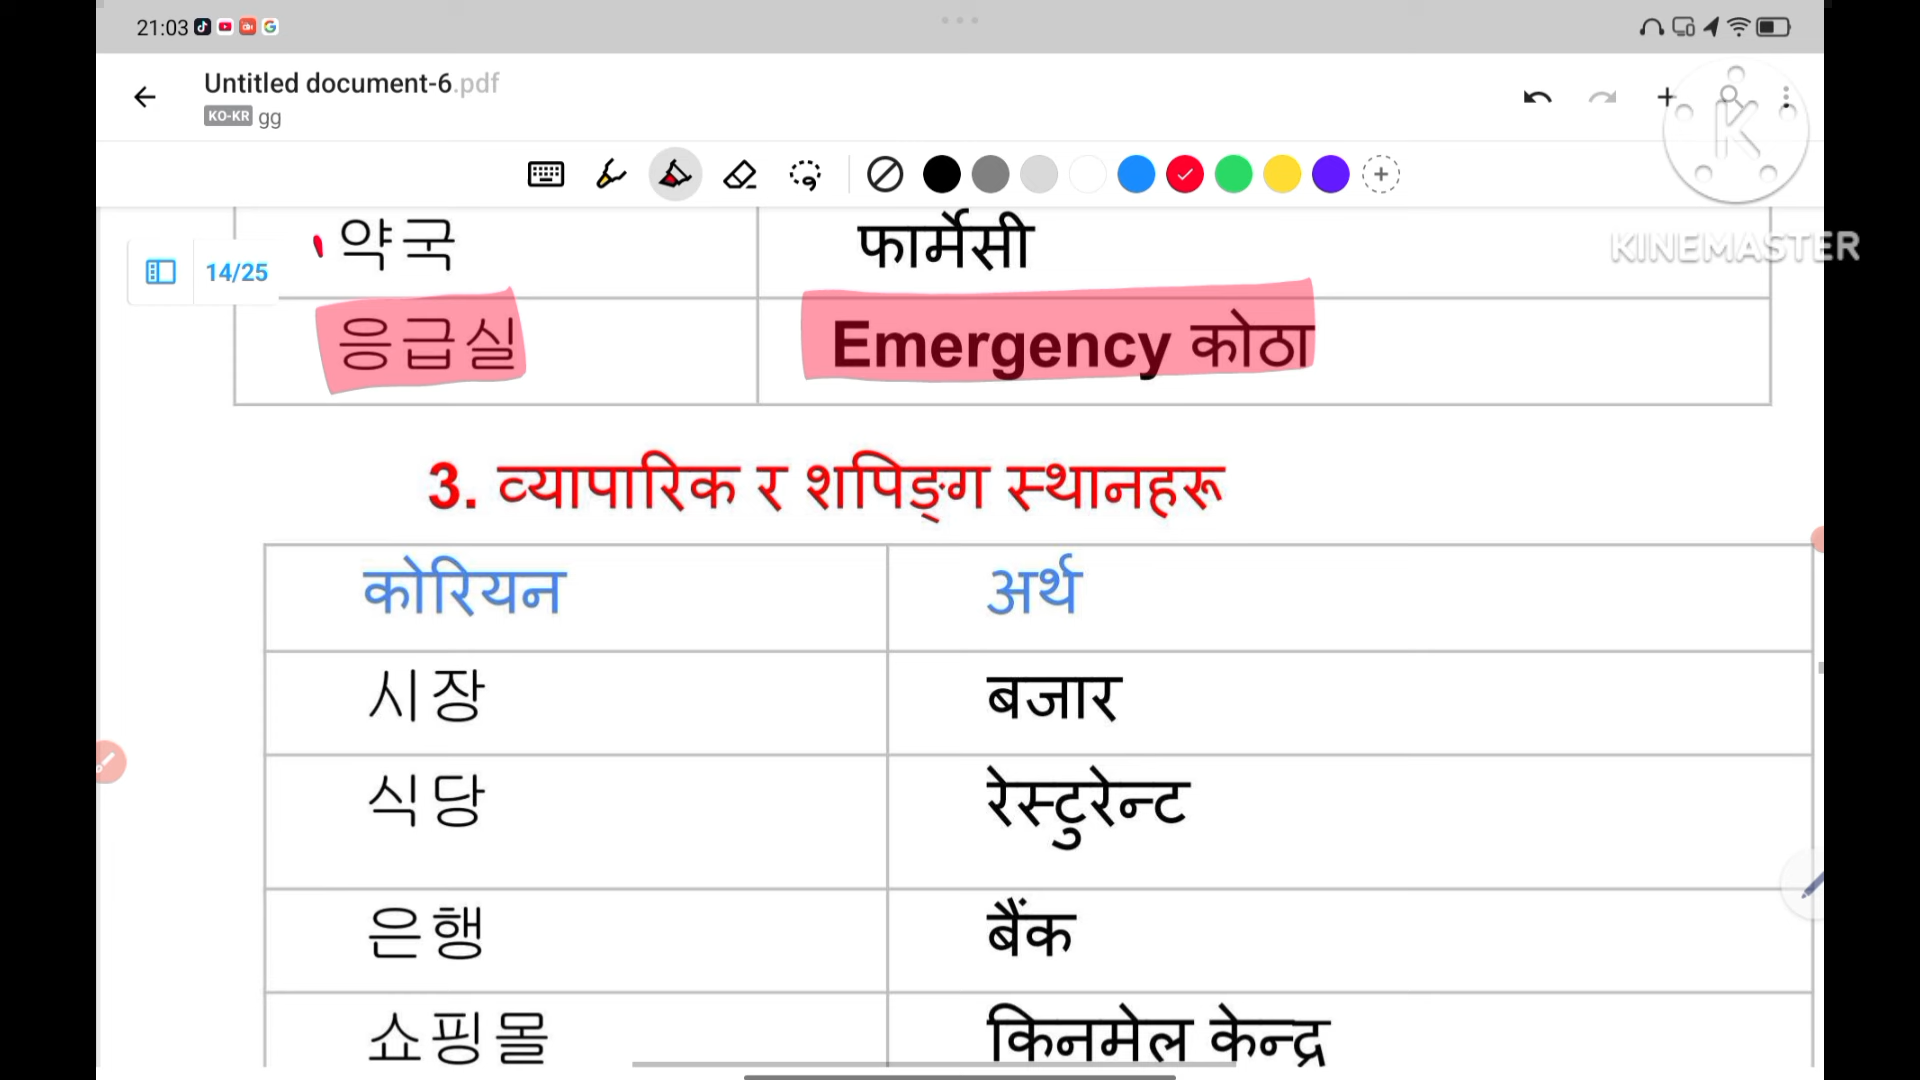 21:03
Untitled document-6.pdf
KO-KR gg
KINEMASTER
14/25
약국 फार्मेसी
응급실 Emergency कोठा
3. व्यापारिक र शपिङ्ग स्थानहरू
कोरियन अर्थ
시장 बजार
식당 रेस्टुरेन्ट
은행 बैंक
쇼핑몰 किनमेल केन्द्र